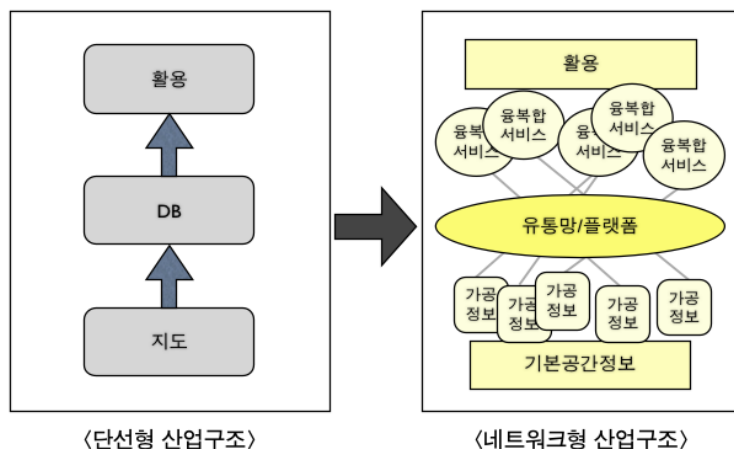 활용
DB
지도
〈단선형 산업구조〉
활용
융복합
서비스
융복합
서비스
융복합
서비스
융복합
서비스
융복합
서비스
유통망/플랫폼
가공
정보
가공
정보
가공
정보
가공
정보
가공
정보
기본공간정보
〈네트워크형 산업구조〉